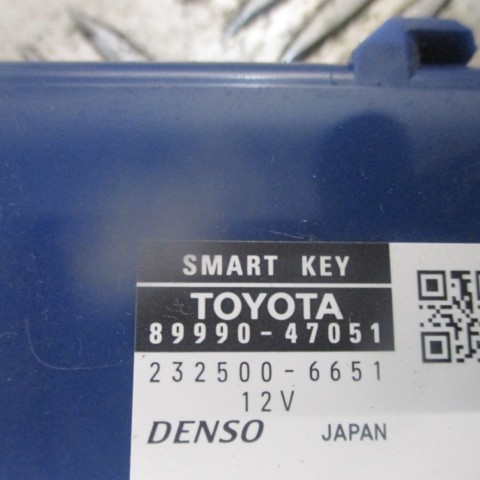 SMART KEY
TOYOTA
89990-47051
232500-6651
12V
DENSO JAPAN